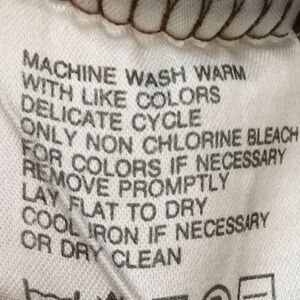 MACHINE WASH WARM
WITH LIKE COLORS
DELICATE CYCLE
ONLY NON CHLORINE BLEACH
FOR COLORS IF NECESSARY
REMOVE PROMPTLY
LAY FLAT TO DRY
COOL IRON IF NECESSARY
OR DRY CLEAN